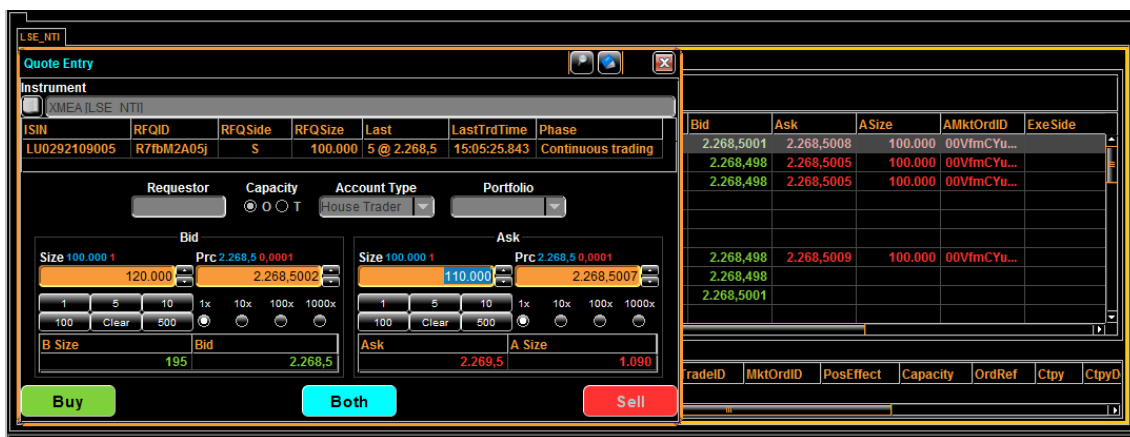 LSE_NTI
Quote Entry
Instrument
XMEA [LSE_NTI]
ISIN RFQID RFQSide RFQSize Last LastTrdTime Phase
LU0292109005 R7fbM2A05j S 100.000 5 @ 2.268,5 15:05:25.843 Continuous trading
Requestor Capacity Account Type Portfolio
O T House Trader
Bid Ask
Size 100.000 1 Prc 2.268,5 0,0001 Size 100.000 1 Prc 2.268,5 0,0001
120.000 2.268,5002 110.000 2.268,5007
1 5 10 1x 10x 100x 1000x 1 5 10 1x 10x 100x 1000x
100 Clear 500 100 Clear 500
B Size Bid Ask A Size
195 2.268,5 2.269,5 1.090
Buy Both Sell
Bid Ask ASize AMktOrdID ExeSide
2.268,5001 2.268,5008 100.000 00VfmCYu...
2.268,498 2.268,5005 100.000 00VfmCYu...
2.268,498 2.268,5005 100.000 00VfmCYu...
2.268,498 2.268,5009 100.000 00VfmCYu...
2.268,498
2.268,5001
TradeID MktOrdID PosEffect Capacity OrdRef Ctpy CtpyD